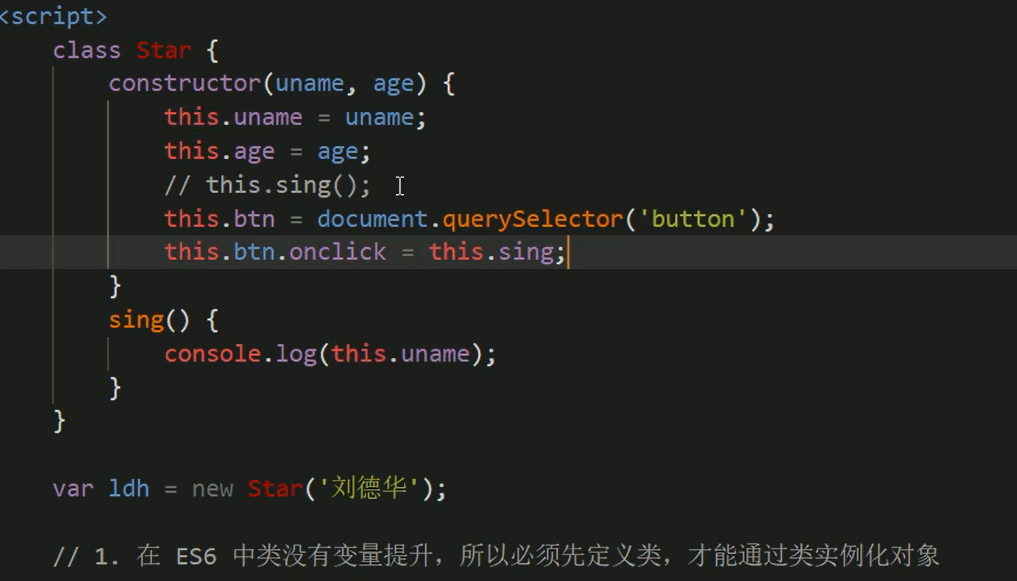 <script>
class Star {
constructor(uname, age) {
this.uname = uname;
this.age = age;
// this.sing();
this.btn = document.querySelector('button');
this.btn.onclick = this.sing;
}
sing() {
console.log(this.uname);
}
}
var ldh = new Star('刘德华');
// 1. 在 ES6 中类没有变量提升，所以必须先定义类，才能通过类实例化对象